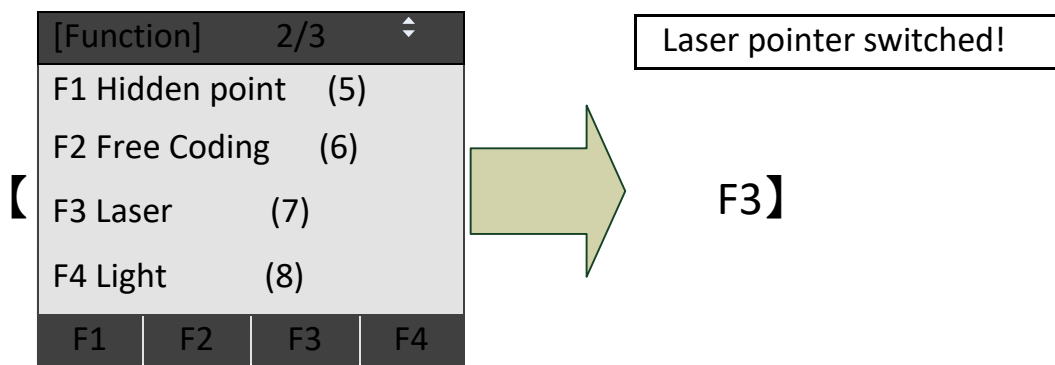 [Function] 2/3
F1 Hidden point (5)
F2 Free Coding (6)
F3 Laser (7)
F4 Light (8)
F1 F2 F3 F4
【
Laser pointer switched!
F3】